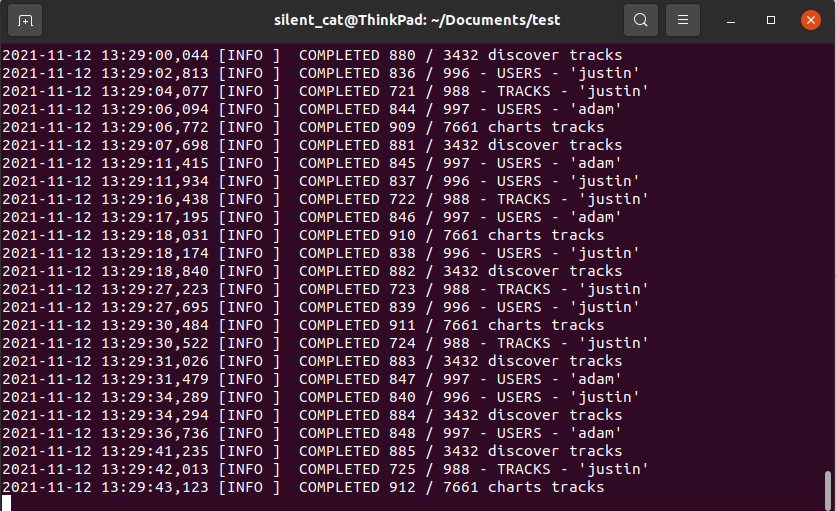 silent_cat@ThinkPad: ~/Documents/test
2021-11-12 13:29:00,044 [INFO ]  COMPLETED 880 / 3432 discover tracks
2021-11-12 13:29:02,813 [INFO ]  COMPLETED 836 / 996 - USERS - 'justin'
2021-11-12 13:29:04,077 [INFO ]  COMPLETED 721 / 988 - TRACKS - 'justin'
2021-11-12 13:29:06,094 [INFO ]  COMPLETED 844 / 997 - USERS - 'adam'
2021-11-12 13:29:06,772 [INFO ]  COMPLETED 909 / 7661 charts tracks
2021-11-12 13:29:07,698 [INFO ]  COMPLETED 881 / 3432 discover tracks
2021-11-12 13:29:11,415 [INFO ]  COMPLETED 845 / 997 - USERS - 'adam'
2021-11-12 13:29:11,934 [INFO ]  COMPLETED 837 / 996 - USERS - 'justin'
2021-11-12 13:29:16,438 [INFO ]  COMPLETED 722 / 988 - TRACKS - 'justin'
2021-11-12 13:29:17,195 [INFO ]  COMPLETED 846 / 997 - USERS - 'adam'
2021-11-12 13:29:18,031 [INFO ]  COMPLETED 910 / 7661 charts tracks
2021-11-12 13:29:18,174 [INFO ]  COMPLETED 838 / 996 - USERS - 'justin'
2021-11-12 13:29:18,840 [INFO ]  COMPLETED 882 / 3432 discover tracks
2021-11-12 13:29:27,223 [INFO ]  COMPLETED 723 / 988 - TRACKS - 'justin'
2021-11-12 13:29:27,695 [INFO ]  COMPLETED 839 / 996 - USERS - 'justin'
2021-11-12 13:29:30,484 [INFO ]  COMPLETED 911 / 7661 charts tracks
2021-11-12 13:29:30,522 [INFO ]  COMPLETED 724 / 988 - TRACKS - 'justin'
2021-11-12 13:29:31,026 [INFO ]  COMPLETED 883 / 3432 discover tracks
2021-11-12 13:29:31,479 [INFO ]  COMPLETED 847 / 997 - USERS - 'adam'
2021-11-12 13:29:34,289 [INFO ]  COMPLETED 840 / 996 - USERS - 'justin'
2021-11-12 13:29:34,294 [INFO ]  COMPLETED 884 / 3432 discover tracks
2021-11-12 13:29:36,736 [INFO ]  COMPLETED 848 / 997 - USERS - 'adam'
2021-11-12 13:29:41,235 [INFO ]  COMPLETED 885 / 3432 discover tracks
2021-11-12 13:29:42,013 [INFO ]  COMPLETED 725 / 988 - TRACKS - 'justin'
2021-11-12 13:29:43,123 [INFO ]  COMPLETED 912 / 7661 charts tracks